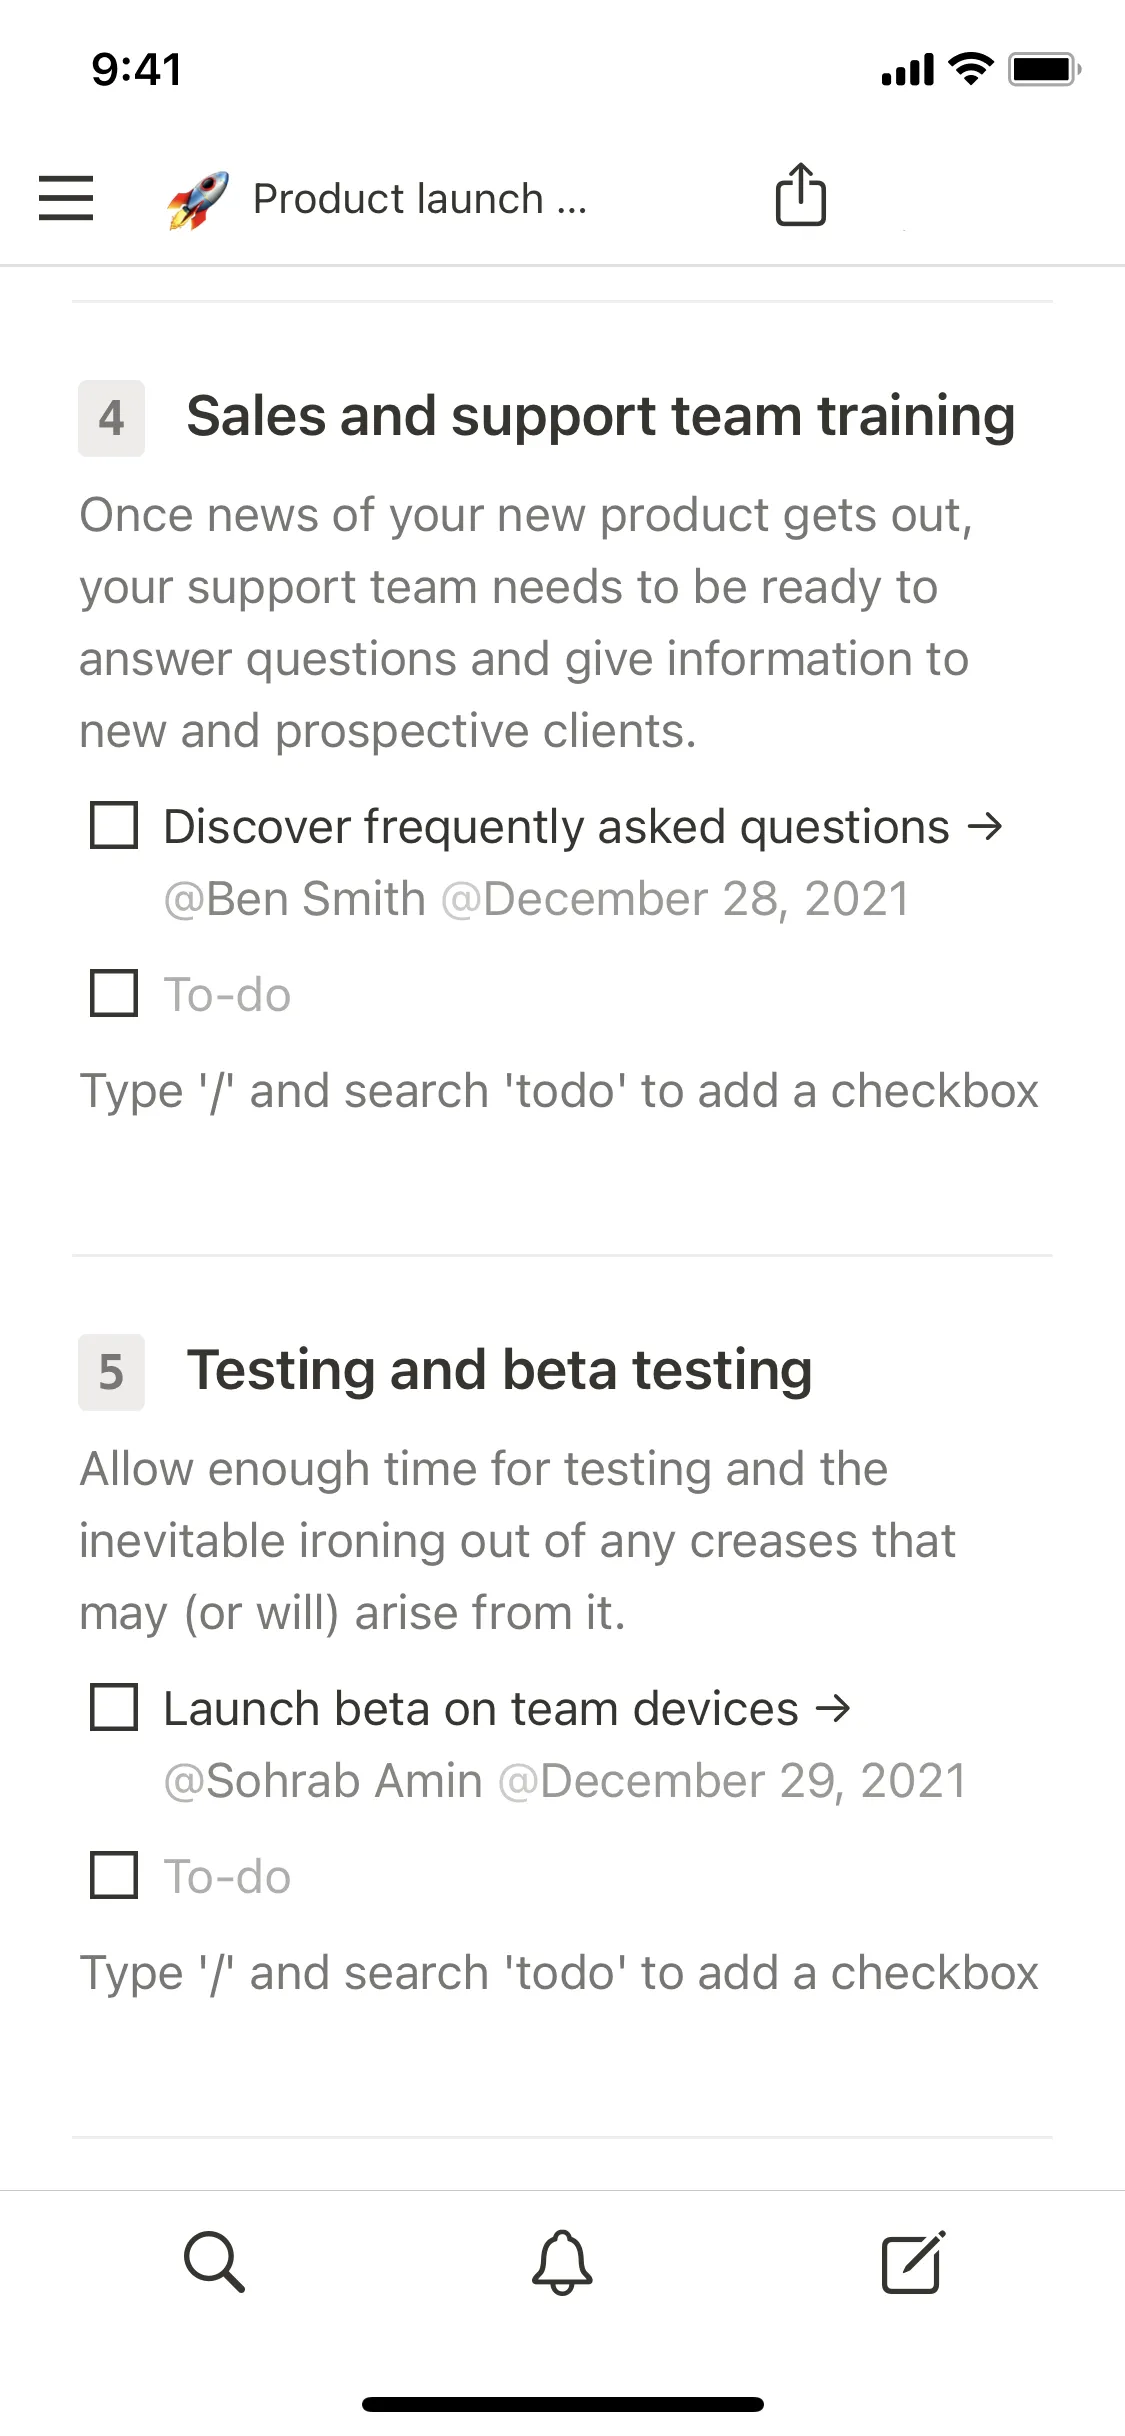 9:41
Product launch ...
4 Sales and support team training
Once news of your new product gets out,
your support team needs to be ready to
answer questions and give information to
new and prospective clients.
Discover frequently asked questions →
@Ben Smith @December 28, 2021
To-do
Type '/' and search 'todo' to add a checkbox
5 Testing and beta testing
Allow enough time for testing and the
inevitable ironing out of any creases that
may (or will) arise from it.
Launch beta on team devices →
@Sohrab Amin @December 29, 2021
To-do
Type '/' and search 'todo' to add a checkbox